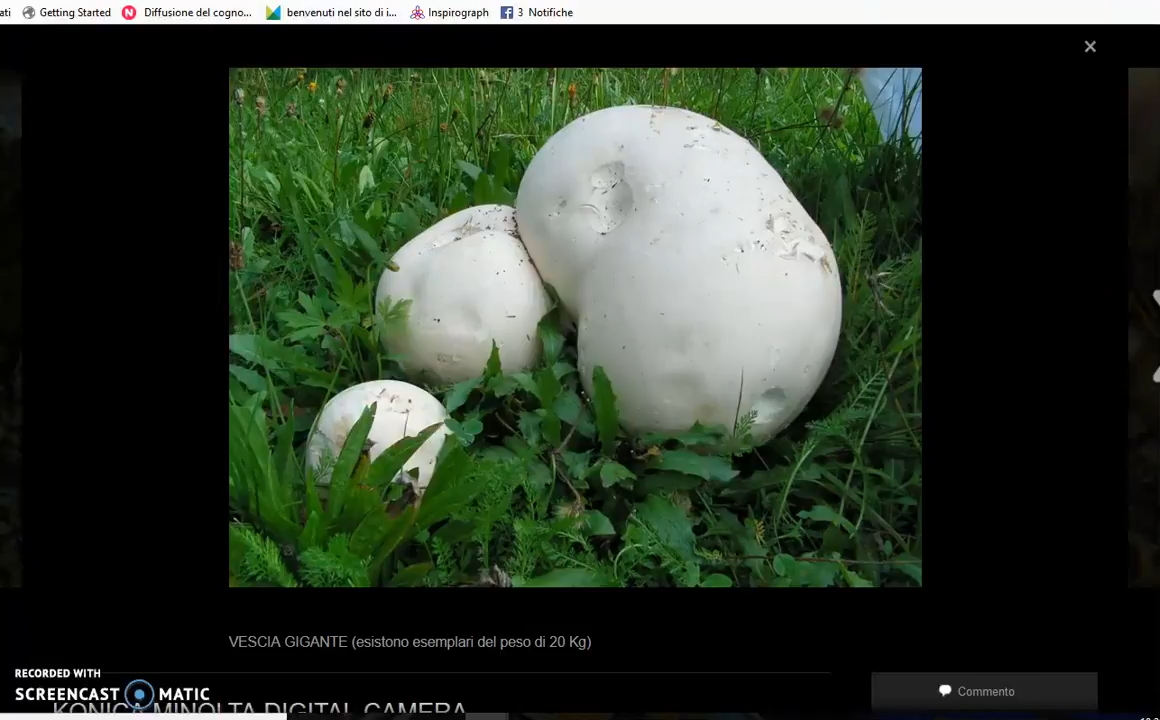 ati Getting Started Diffusione del cogno... benvenuti nel sito di i... Inspirograph 3 Notifiche
VESCIA GIGANTE (esistono esemplari del peso di 20 Kg)
RECORDED WITH
SCREENCAST MATIC
Commento
KONICA MINOLTA DIGITAL CAMERA